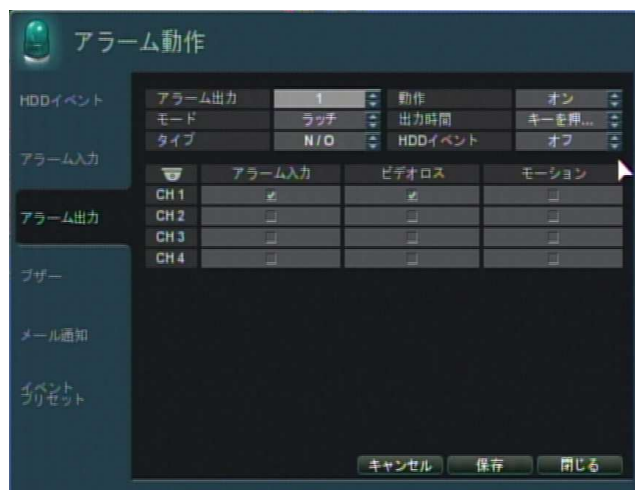 アラーム動作
HDDイベント
アラーム入力
アラーム出力
ブザー
メール通知
イベント
プリセット
アラーム出力 1 動作 オン
モード ラッチ 出力時間 キーを押...
タイプ N/O HDDイベント オフ
アラーム入力 ビデオロス モーション
CH 1
CH 2
CH 3
CH 4
キャンセル 保存 閉じる